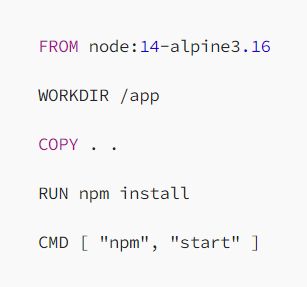 FROM node:14-alpine3.16
WORKDIR /app
COPY . .
RUN npm install
CMD [ "npm", "start" ]